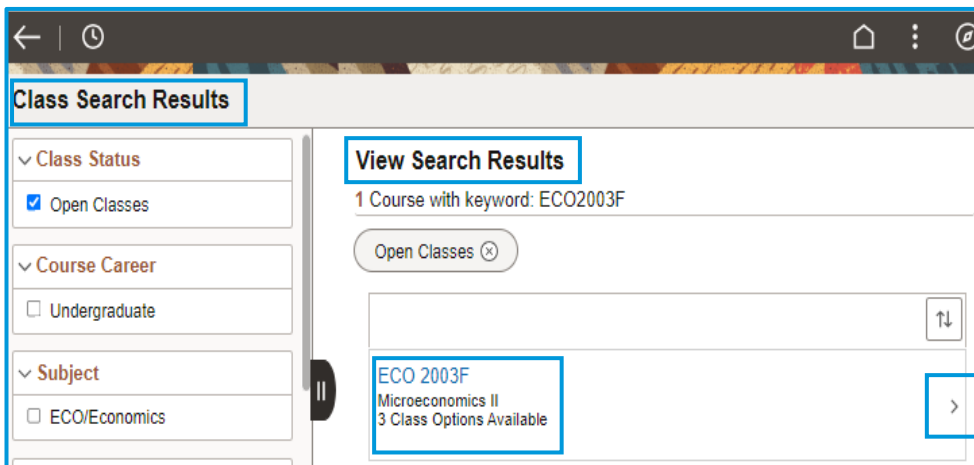 Class Search Results
Class Status
Open Classes
Course Career
Undergraduate
Subject
ECO/Economics
View Search Results
1 Course with keyword: ECO2003F
Open Classes
ECO 2003F
Microeconomics II
3 Class Options Available